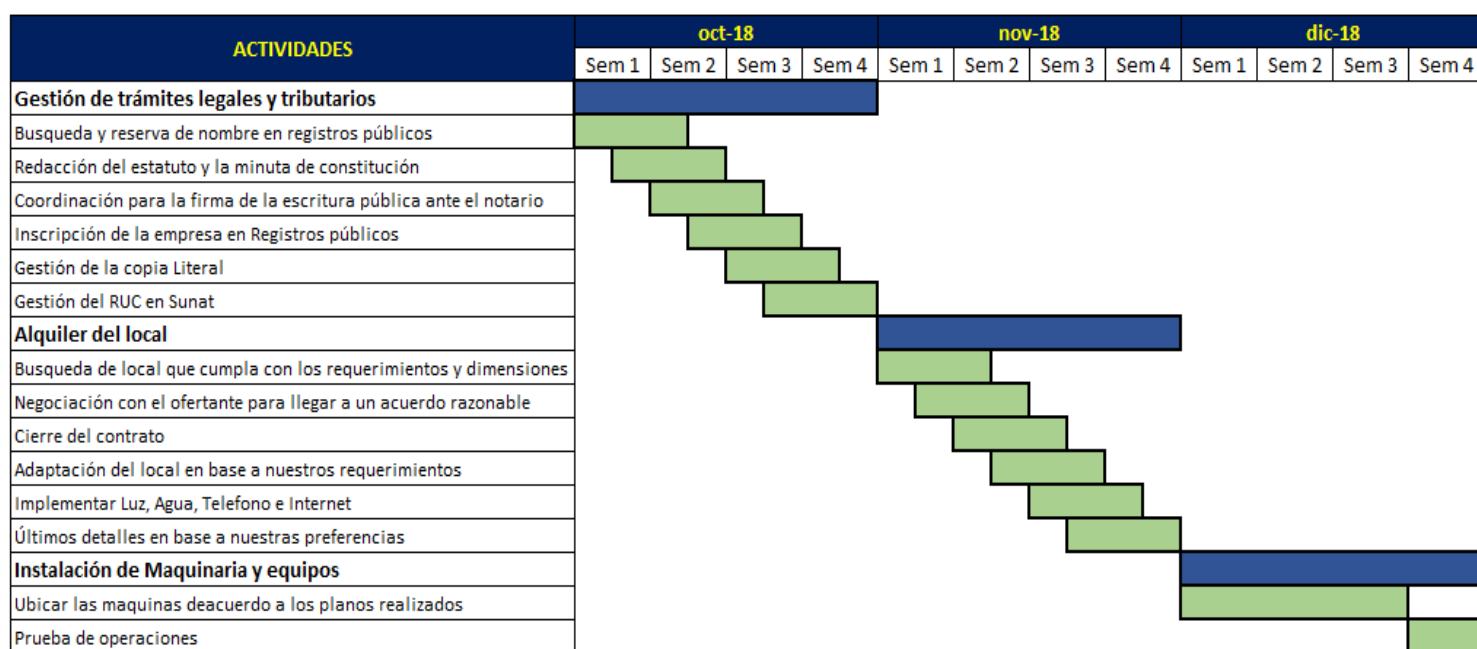 ACTIVIDADES
oct-18 nov-18 dic-18
Sem 1 Sem 2 Sem 3 Sem 4 Sem 1 Sem 2 Sem 3 Sem 4 Sem 1 Sem 2 Sem 3 Sem 4
Gestión de trámites legales y tributarios
Busqueda y reserva de nombre en registros públicos
Redacción del estatuto y la minuta de constitución
Coordinación para la firma de la escritura pública ante el notario
Inscripción de la empresa en Registros públicos
Gestión de la copia Literal
Gestión del RUC en Sunat
Alquiler del local
Busqueda de local que cumpla con los requerimientos y dimensiones
Negociación con el ofertante para llegar a un acuerdo razonable
Cierre del contrato
Adaptación del local en base a nuestros requerimientos
Implementar Luz, Agua, Telefono e Internet
Últimos detalles en base a nuestras preferencias
Instalación de Maquinaria y equipos
Ubicar las maquinas deacuerdo a los planos realizados
Prueba de operaciones